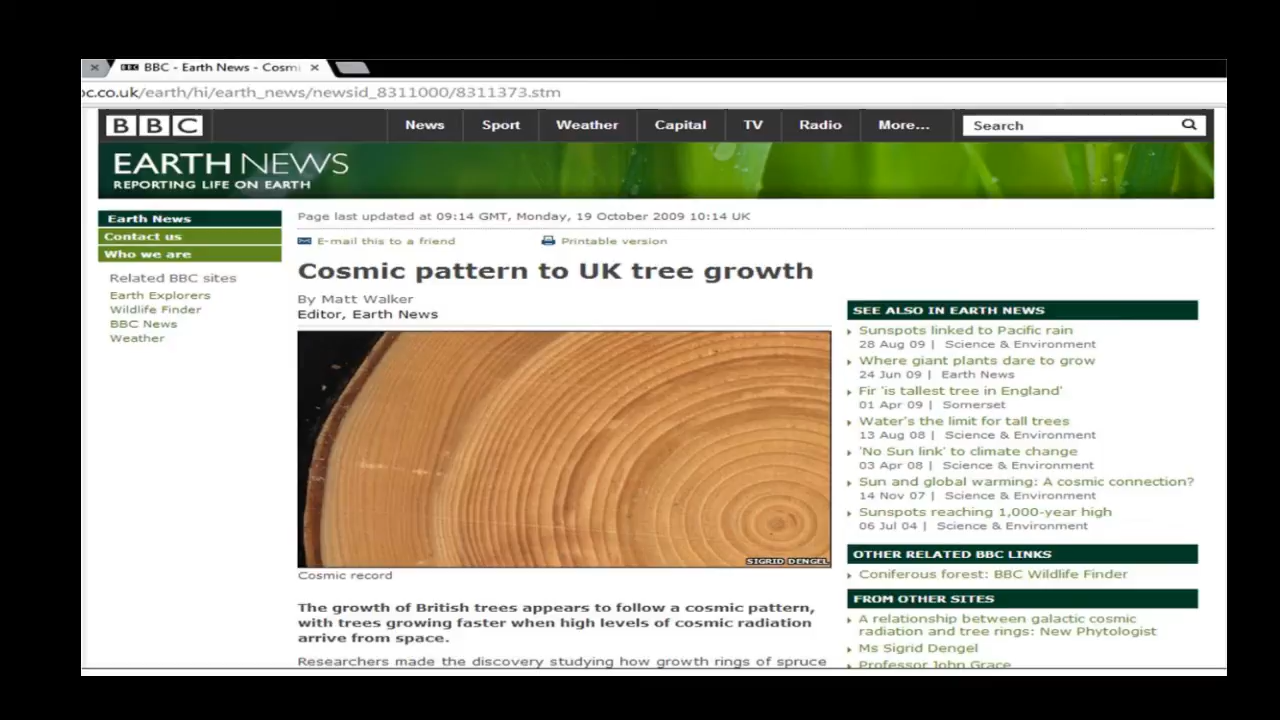 BBC - Earth News - Cosm
c.co.uk/earth/hi/earth_news/newsid_8311000/8311373.stm
BBC News Sport Weather Capital TV Radio More... Search
EARTH NEWS
REPORTING LIFE ON EARTH
Earth News
Contact us
Who we are
Related BBC sites
Earth Explorers
Wildlife Finder
BBC News
Weather
Page last updated at 09:14 GMT, Monday, 19 October 2009 10:14 UK
E-mail this to a friend Printable version
Cosmic pattern to UK tree growth
By Matt Walker
Editor, Earth News
SIGRID DENGEL
Cosmic record
The growth of British trees appears to follow a cosmic pattern,
with trees growing faster when high levels of cosmic radiation
arrive from space.
Researchers made the discovery studying how growth rings of spruce
SEE ALSO IN EARTH NEWS
Sunspots linked to Pacific rain
28 Aug 09 | Science & Environment
Where giant plants dare to grow
24 Jun 09 | Earth News
Fir 'is tallest tree in England'
01 Apr 09 | Somerset
Water's the limit for tall trees
13 Aug 08 | Science & Environment
'No Sun link' to climate change
03 Apr 08 | Science & Environment
Sun and global warming: A cosmic connection?
14 Nov 07 | Science & Environment
Sunspots reaching 1,000-year high
06 Jul 04 | Science & Environment
OTHER RELATED BBC LINKS
Coniferous forest: BBC Wildlife Finder
FROM OTHER SITES
A relationship between galactic cosmic
radiation and tree rings: New Phytologist
Ms Sigrid Dengel
Professor John Grace